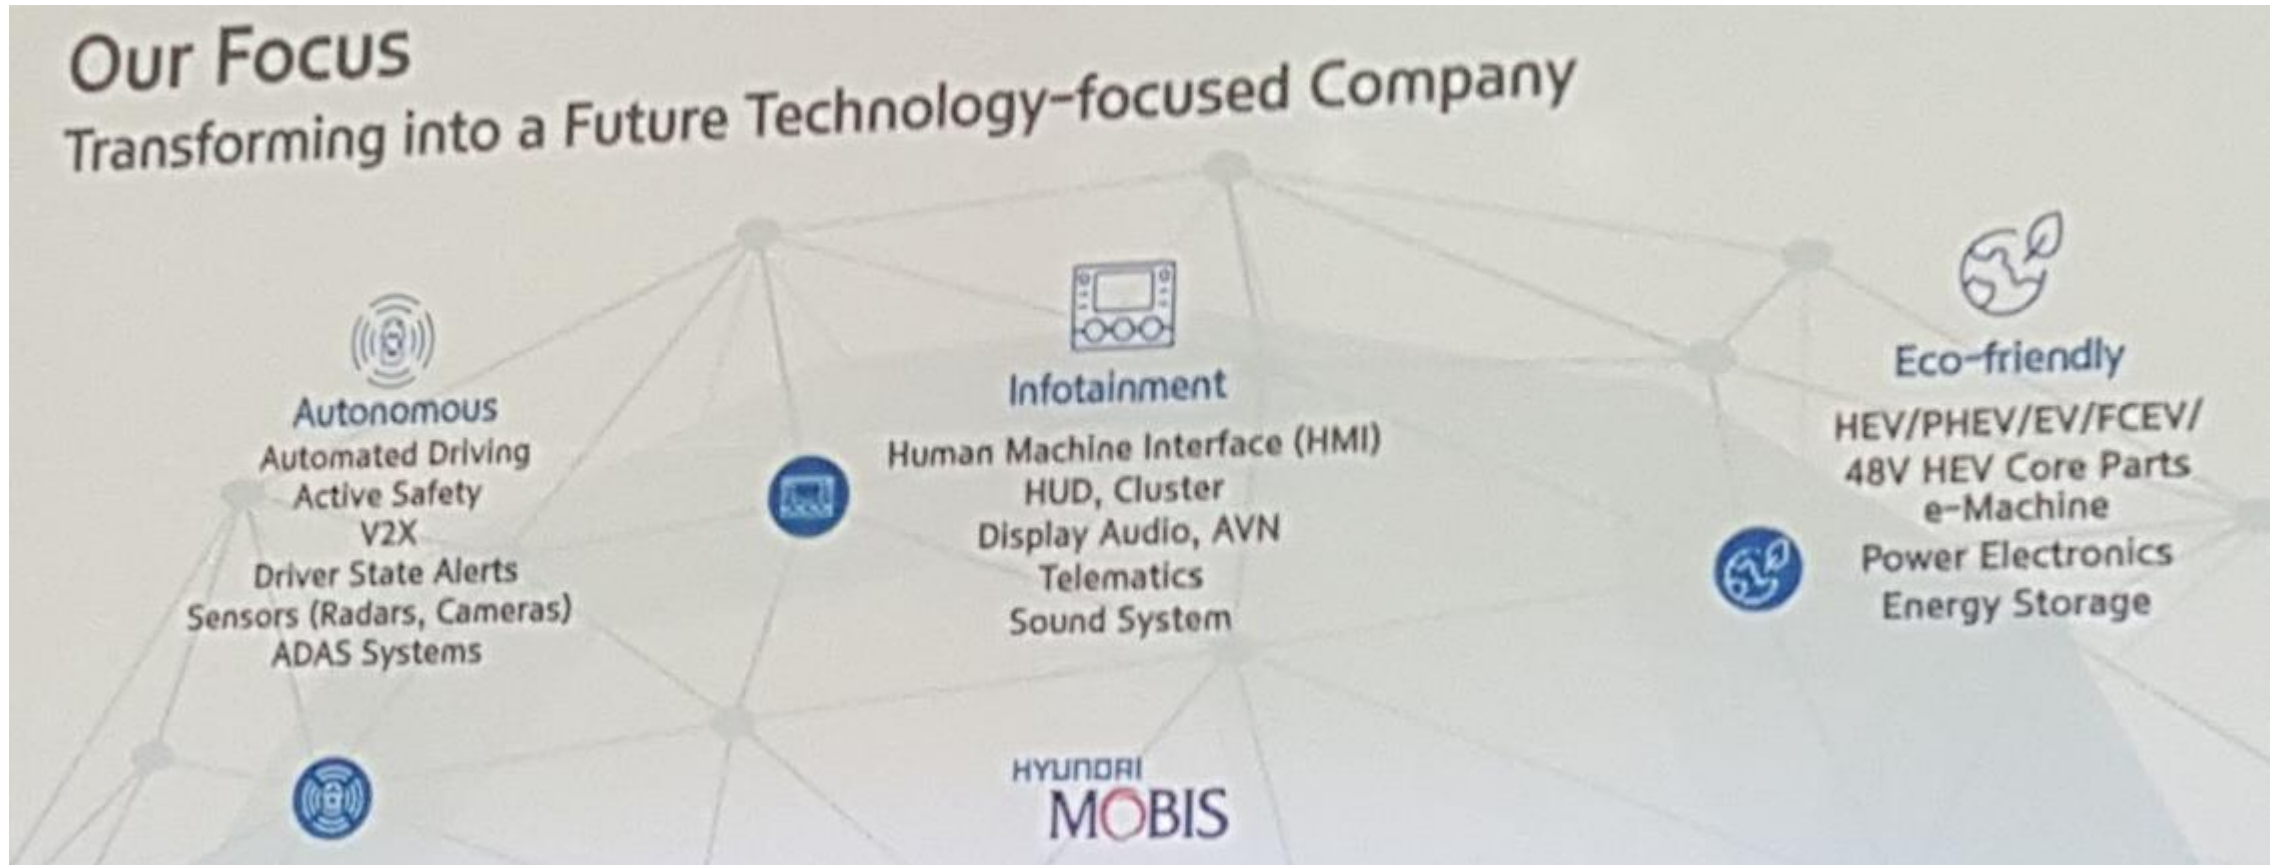 Our Focus
Transforming into a Future Technology-focused Company
Autonomous
Automated Driving
Active Safety
V2X
Driver State Alerts
Sensors (Radars, Cameras)
ADAS Systems
Infotainment
Human Machine Interface (HMI)
HUD, Cluster
Display Audio, AVN
Telematics
Sound System
Eco-friendly
HEV/PHEV/EV/FCEV/
48V HEV Core Parts
e-Machine
Power Electronics
Energy Storage
HYUNDAI
MOBIS